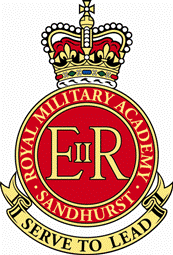 ROYAL MILITARY ACADEMY
EIIR
· SANDHURST ·
SERVE TO LEAD